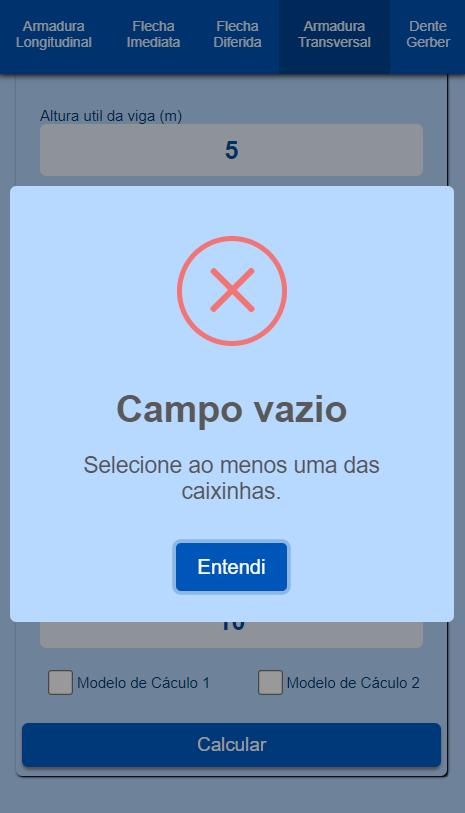 Armadura
Longitudinal
Flecha
Imediata
Flecha
Diferida
Armadura
Transversal
Dente
Gerber
Altura util da viga (m)
5
Campo vazio
Selecione ao menos uma das
caixinhas.
Entendi
10
Modelo de Cáculo 1
Modelo de Cáculo 2
Calcular